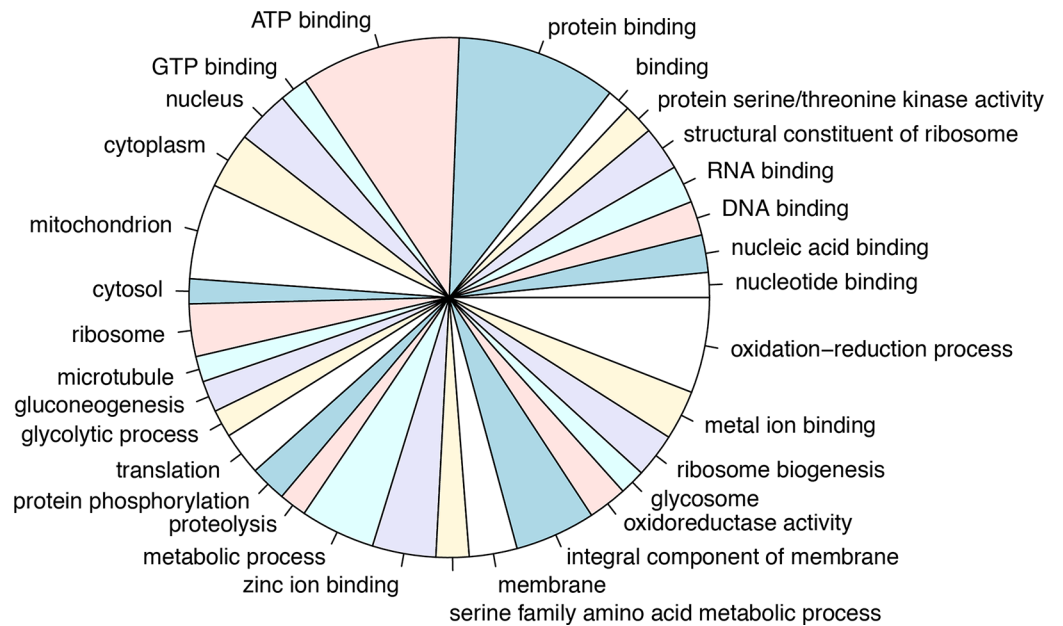 ATP binding
protein binding
GTP binding
binding
nucleus
protein serine/threonine kinase activity
structural constituent of ribosome
cytoplasm
RNA binding
DNA binding
mitochondrion
nucleic acid binding
nucleotide binding
cytosol
ribosome
oxidation−reduction process
microtubule
gluconeogenesis
metal ion binding
glycolytic process
translation
ribosome biogenesis
protein phosphorylation
glycosome
proteolysis
oxidoreductase activity
metabolic process
integral component of membrane
zinc ion binding
membrane
serine family amino acid metabolic process